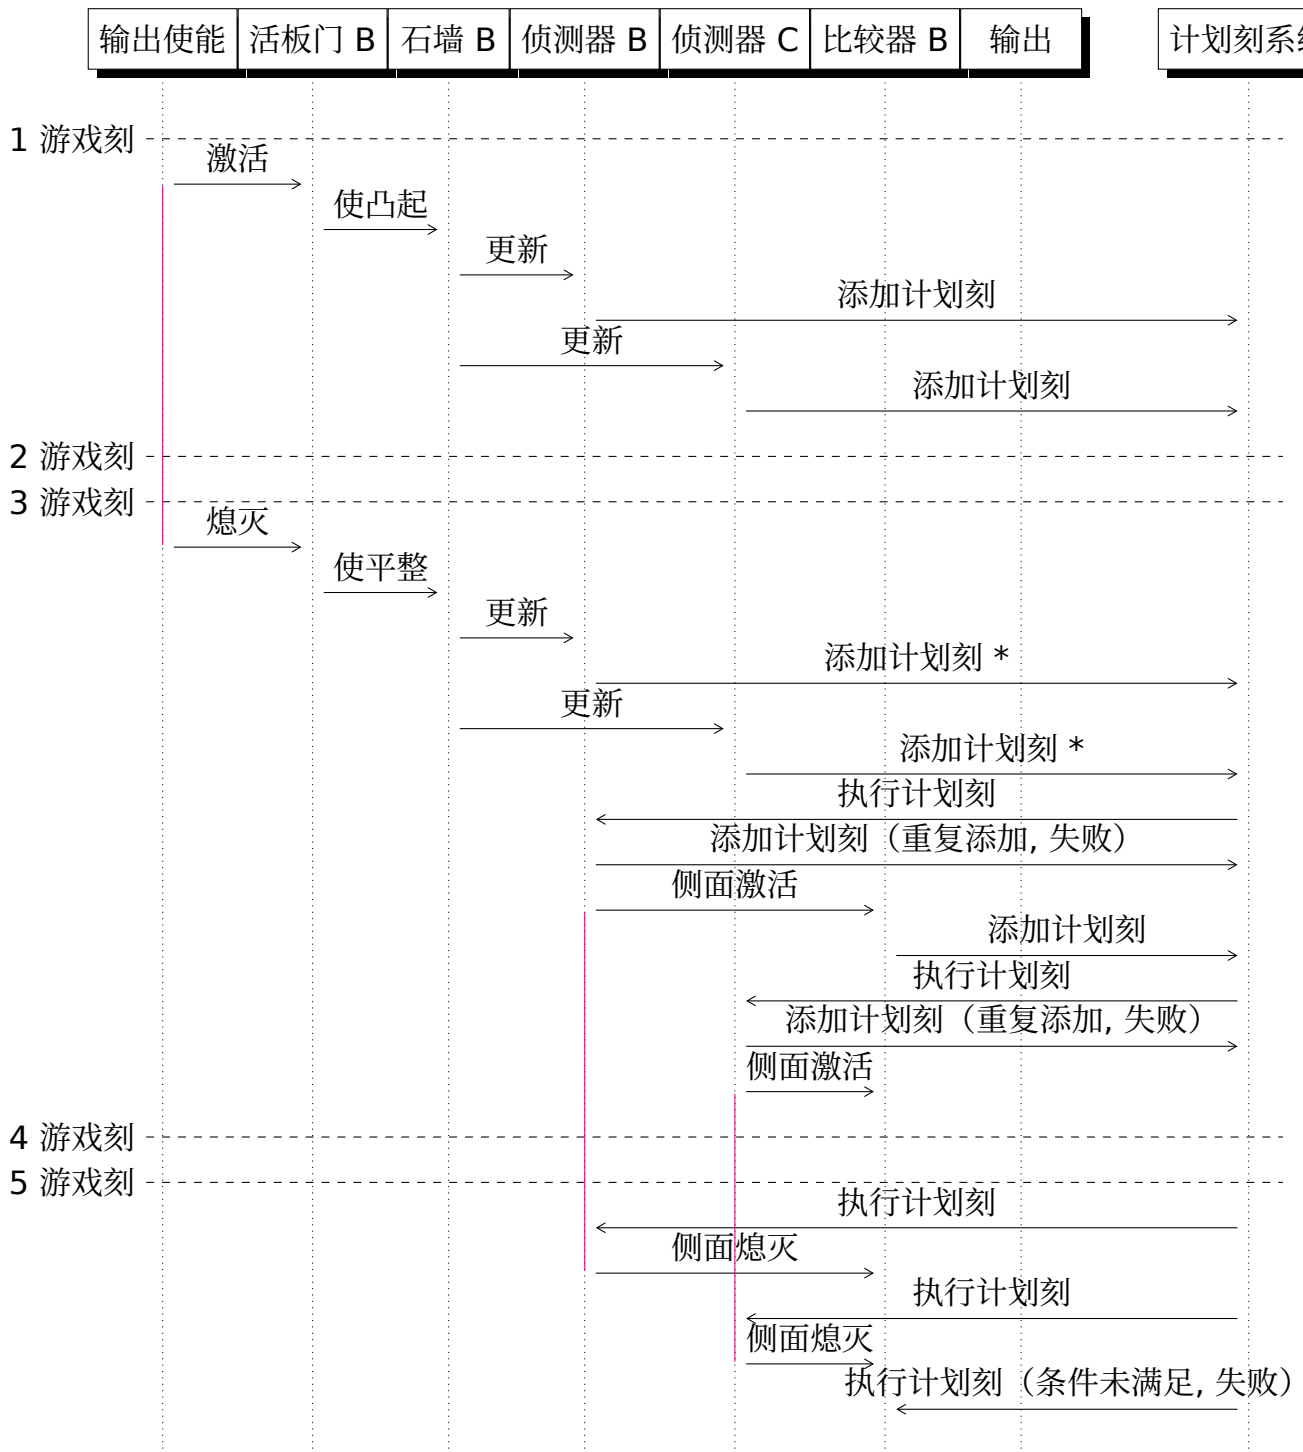 输出使能 活板门 B 石墙 B 侦测器 B 侦测器 C 比较器 B 输出 计划刻系
1 游戏刻
激活
使凸起
更新
添加计划刻
更新
添加计划刻
2 游戏刻
3 游戏刻
熄灭
使平整
更新
添加计划刻 *
更新
添加计划刻 *
执行计划刻
添加计划刻（重复添加, 失败）
侧面激活
添加计划刻
执行计划刻
添加计划刻（重复添加, 失败）
侧面激活
4 游戏刻
5 游戏刻
执行计划刻
侧面熄灭
执行计划刻
侧面熄灭
执行计划刻（条件未满足, 失败）